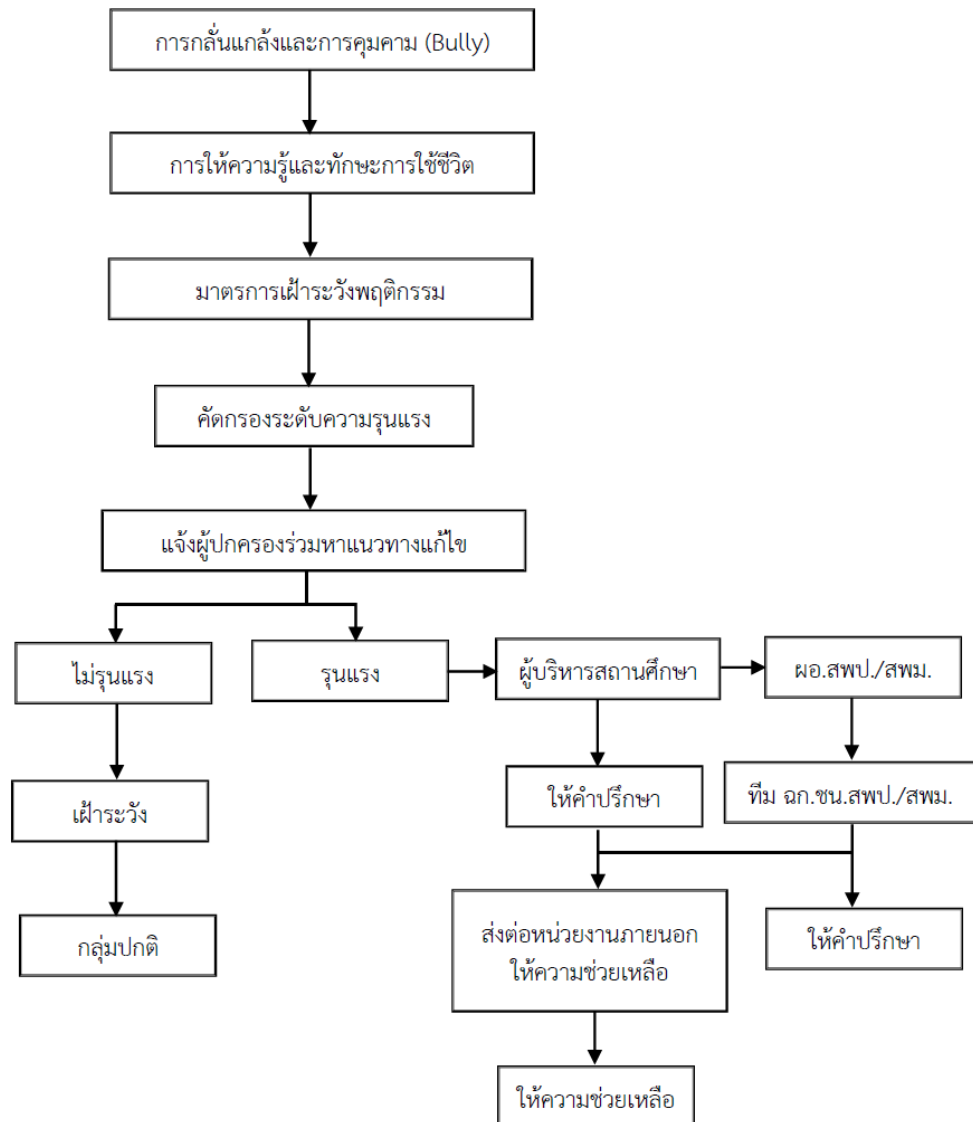 การกลั่นแกล้งและการคุมคาม (Bully)
การให้ความรู้และทักษะการใช้ชีวิต
มาตรการเฝ้าระวังพฤติกรรม
คัดกรองระดับความรุนแรง
แจ้งผู้ปกครองร่วมหาแนวทางแก้ไข
ไม่รุนแรง
รุนแรง
ผู้บริหารสถานศึกษา
ผอ.สพป./สพม.
เฝ้าระวัง
ให้คำปรึกษา
ทีม ฉก.ชน.สพป./สพม.
กลุ่มปกติ
ส่งต่อหน่วยงานภายนอก
ให้ความช่วยเหลือ
ให้คำปรึกษา
ให้ความช่วยเหลือ